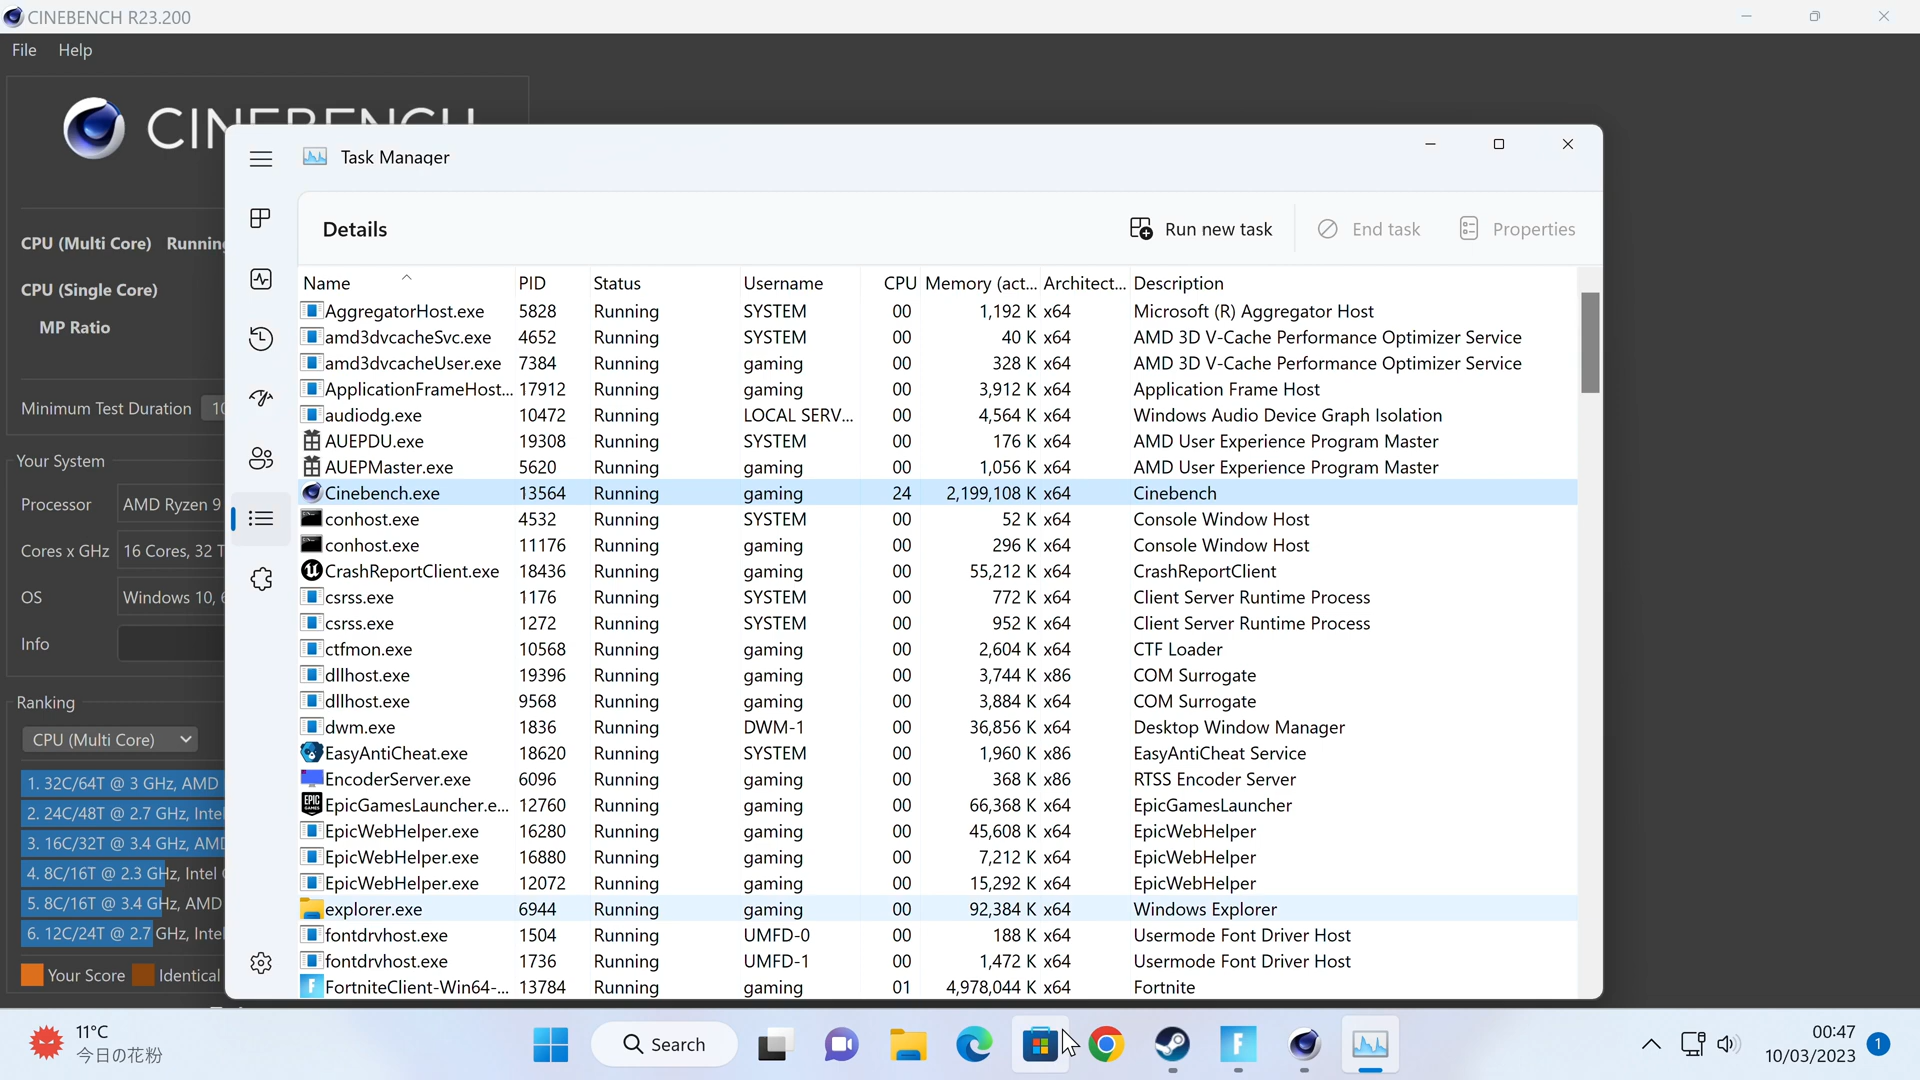 CINEBENCH R23.200
File Help
CINEBENCH
Task Manager
Details
Run new task
End task
Properties
CPU (Multi Core) Running
CPU (Single Core)
MP Ratio
Minimum Test Duration 10
Your System
Processor AMD Ryzen 9
Cores x GHz 16 Cores, 32 T
OS Windows 10, 6
Info
Ranking
CPU (Multi Core)
1. 32C/64T @ 3 GHz, AMD
2. 24C/48T @ 2.7 GHz, Intel
3. 16C/32T @ 3.4 GHz, AMD
4. 8C/16T @ 2.3 GHz, Intel
5. 8C/16T @ 3.4 GHz, AMD
6. 12C/24T @ 2.7 GHz, Intel
Your Score Identical
Name PID Status Username CPU Memory (act... Architect... Description
AggregatorHost.exe 5828 Running SYSTEM 00 1,192 K x64 Microsoft (R) Aggregator Host
amd3dvcacheSvc.exe 4652 Running SYSTEM 00 40 K x64 AMD 3D V-Cache Performance Optimizer Service
amd3dvcacheUser.exe 7384 Running gaming 00 328 K x64 AMD 3D V-Cache Performance Optimizer Service
ApplicationFrameHost... 17912 Running gaming 00 3,912 K x64 Application Frame Host
audiodg.exe 10472 Running LOCAL SERV... 00 4,564 K x64 Windows Audio Device Graph Isolation
AUEPDU.exe 19308 Running SYSTEM 00 176 K x64 AMD User Experience Program Master
AUEPMaster.exe 5620 Running gaming 00 1,056 K x64 AMD User Experience Program Master
Cinebench.exe 13564 Running gaming 24 2,199,108 K x64 Cinebench
conhost.exe 4532 Running SYSTEM 00 52 K x64 Console Window Host
conhost.exe 11176 Running gaming 00 296 K x64 Console Window Host
CrashReportClient.exe 18436 Running gaming 00 55,212 K x64 CrashReportClient
csrss.exe 1176 Running SYSTEM 00 772 K x64 Client Server Runtime Process
csrss.exe 1272 Running SYSTEM 00 952 K x64 Client Server Runtime Process
ctfmon.exe 10568 Running gaming 00 2,604 K x64 CTF Loader
dllhost.exe 19396 Running gaming 00 3,744 K x86 COM Surrogate
dllhost.exe 9568 Running gaming 00 3,884 K x64 COM Surrogate
dwm.exe 1836 Running DWM-1 00 36,856 K x64 Desktop Window Manager
EasyAntiCheat.exe 18620 Running SYSTEM 00 1,960 K x86 EasyAntiCheat Service
EncoderServer.exe 6096 Running gaming 00 368 K x86 RTSS Encoder Server
EpicGamesLauncher.e... 12760 Running gaming 00 66,368 K x64 EpicGamesLauncher
EpicWebHelper.exe 16280 Running gaming 00 45,608 K x64 EpicWebHelper
EpicWebHelper.exe 16880 Running gaming 00 7,212 K x64 EpicWebHelper
EpicWebHelper.exe 12072 Running gaming 00 15,292 K x64 EpicWebHelper
explorer.exe 6944 Running gaming 00 92,384 K x64 Windows Explorer
fontdrvhost.exe 1504 Running UMFD-0 00 188 K x64 Usermode Font Driver Host
fontdrvhost.exe 1736 Running UMFD-1 00 1,472 K x64 Usermode Font Driver Host
FortniteClient-Win64-... 13784 Running gaming 01 4,978,044 K x64 Fortnite
11°C
今日の花粉
Search
00:47
10/03/2023
1